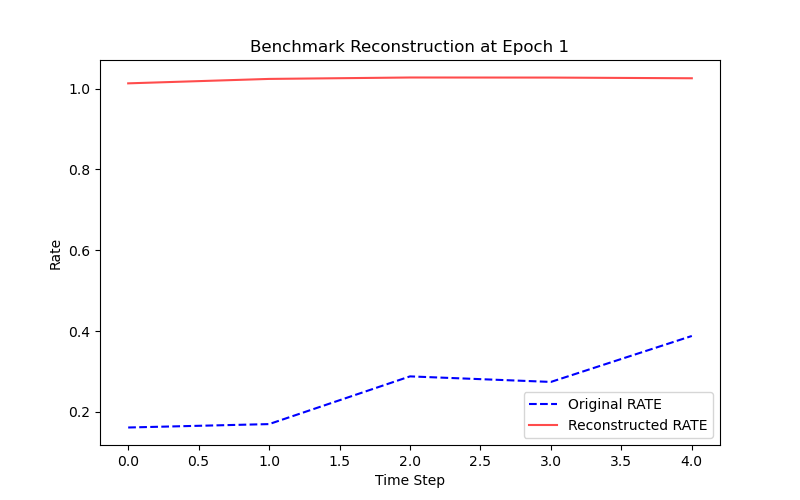 Benchmark Reconstruction at Epoch 1
Rate
1.0
0.8
0.6
0.4
0.2
Original RATE
Reconstructed RATE
0.0 0.5 1.0 1.5 2.0 2.5 3.0 3.5 4.0
Time Step